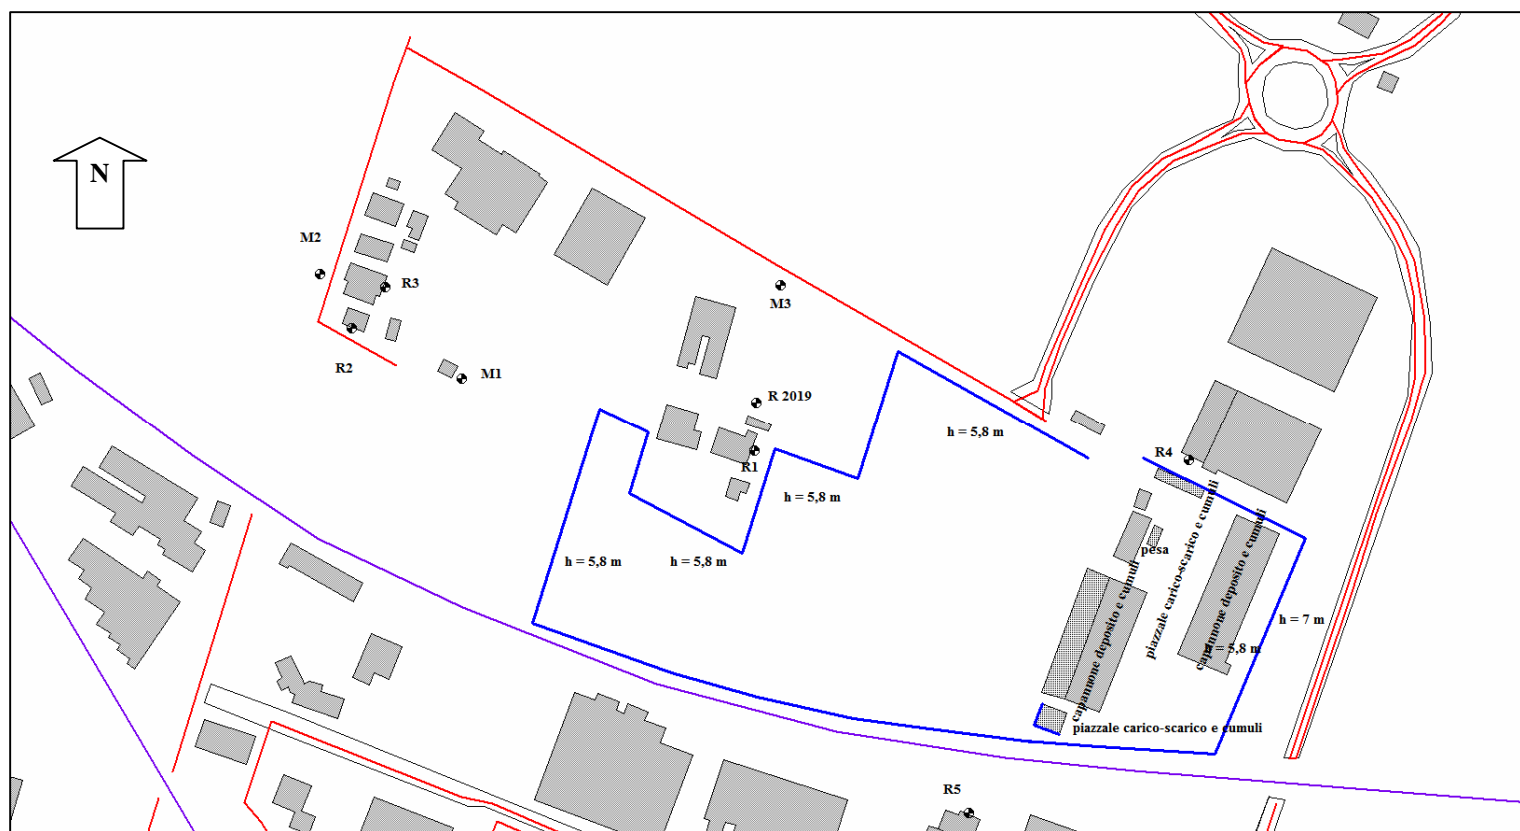 N
M2
R3
M3
R2
M1
R 2019
h = 5,8 m
R1
R4
h = 5,8 m
pesa
piazzale carico-scarico e cumuli
capannone deposito e cumuli
h = 5,8 m
h = 5,8 m
capannone deposito e cumuli
h = 7 m
h = 5,8 m
piazzale carico-scarico e cumuli
R5